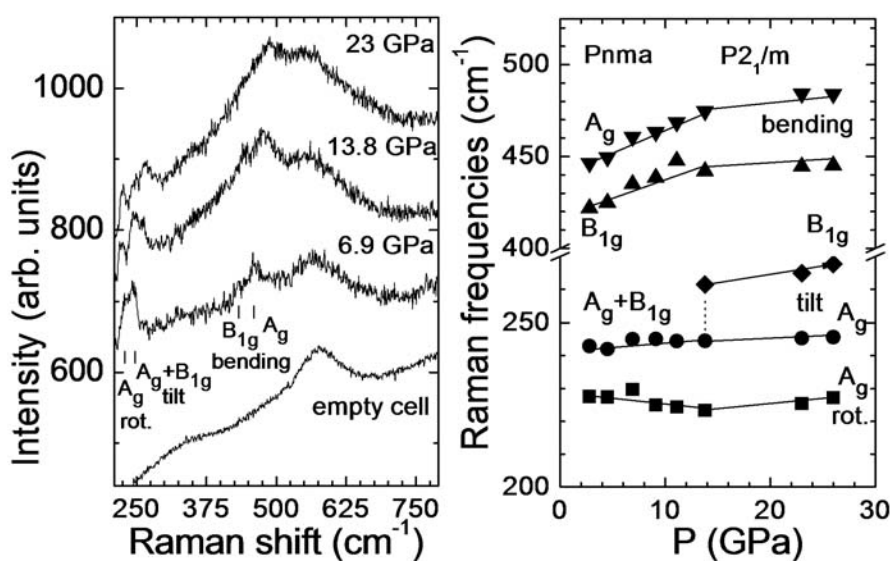 23 GPa
13.8 GPa
6.9 GPa
B1g Ag
bending
Ag Ag+B1g
tilt
rot.
empty cell
1000
800
600
Intensity (arb. units)
250 375 500 625 750
Raman shift (cm-1)
Pnma P21/m
Ag
bending
B1g
B1g
Ag+B1g
tilt
Ag
Ag
rot.
500
450
400
250
200
Raman frequencies (cm-1)
0 10 20 30
P (GPa)